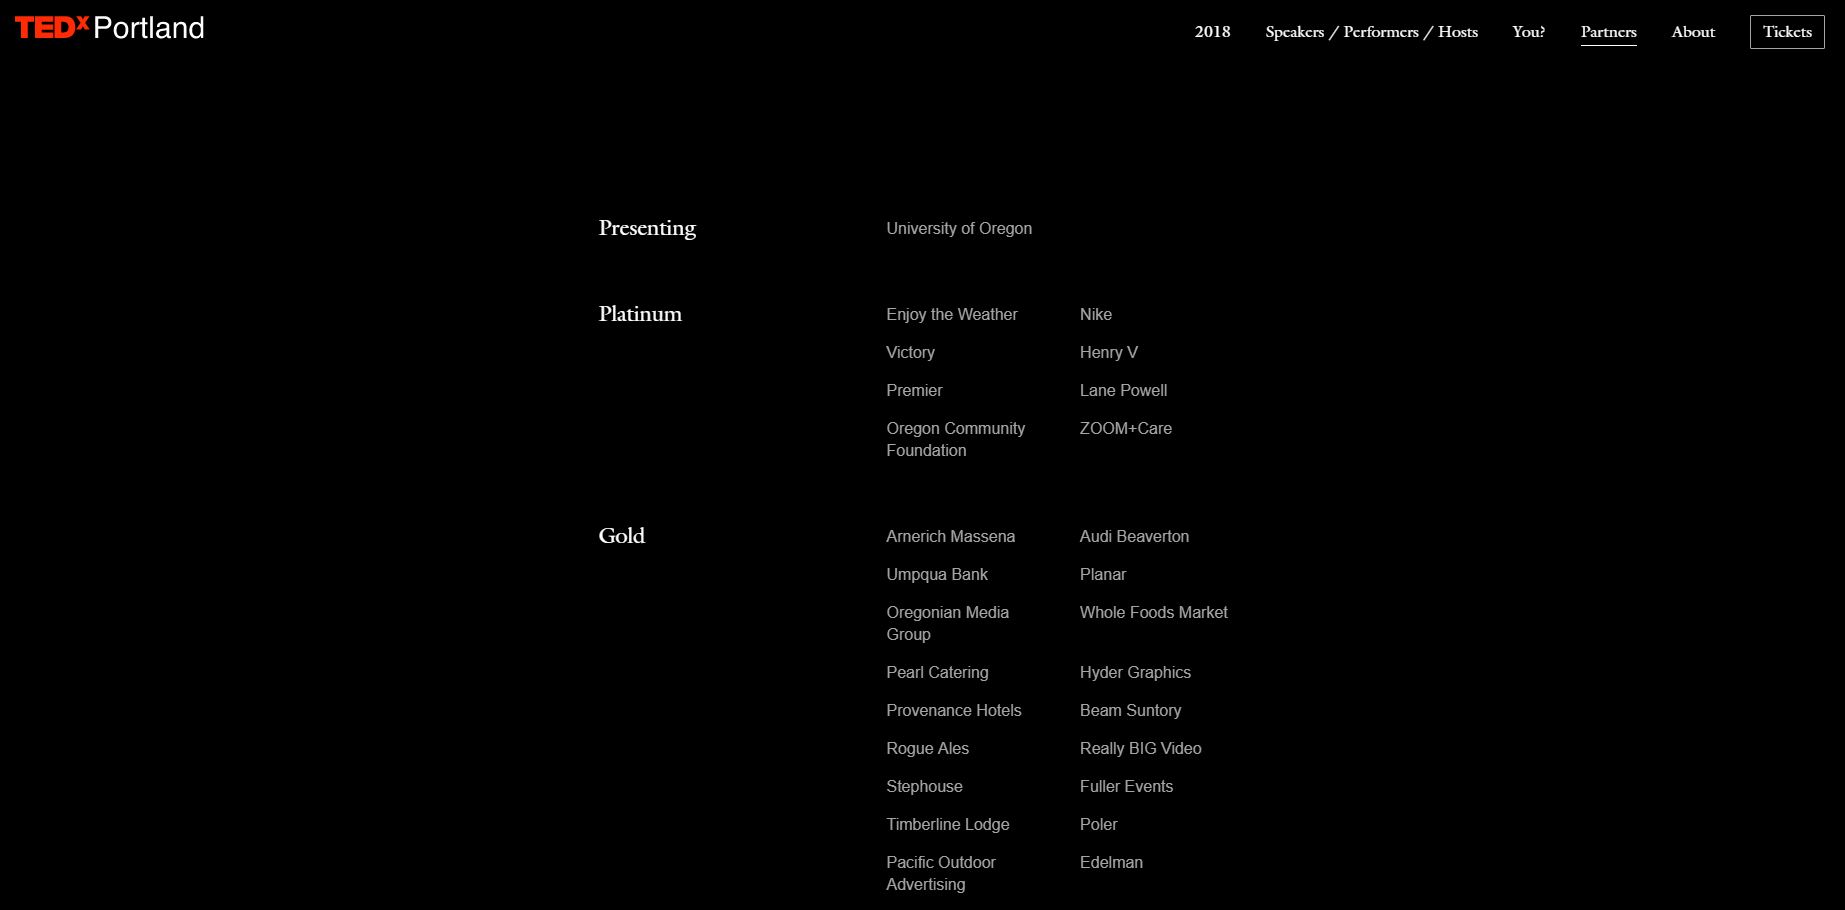 TEDx Portland
2018 Speakers / Performers / Hosts You? Partners About Tickets
Presenting
University of Oregon
Platinum
Enjoy the Weather
Nike
Victory
Henry V
Premier
Lane Powell
Oregon Community
Foundation
ZOOM+Care
Gold
Arnerich Massena
Audi Beaverton
Umpqua Bank
Planar
Oregonian Media
Group
Whole Foods Market
Pearl Catering
Hyder Graphics
Provenance Hotels
Beam Suntory
Rogue Ales
Really BIG Video
Stephouse
Fuller Events
Timberline Lodge
Poler
Pacific Outdoor
Advertising
Edelman